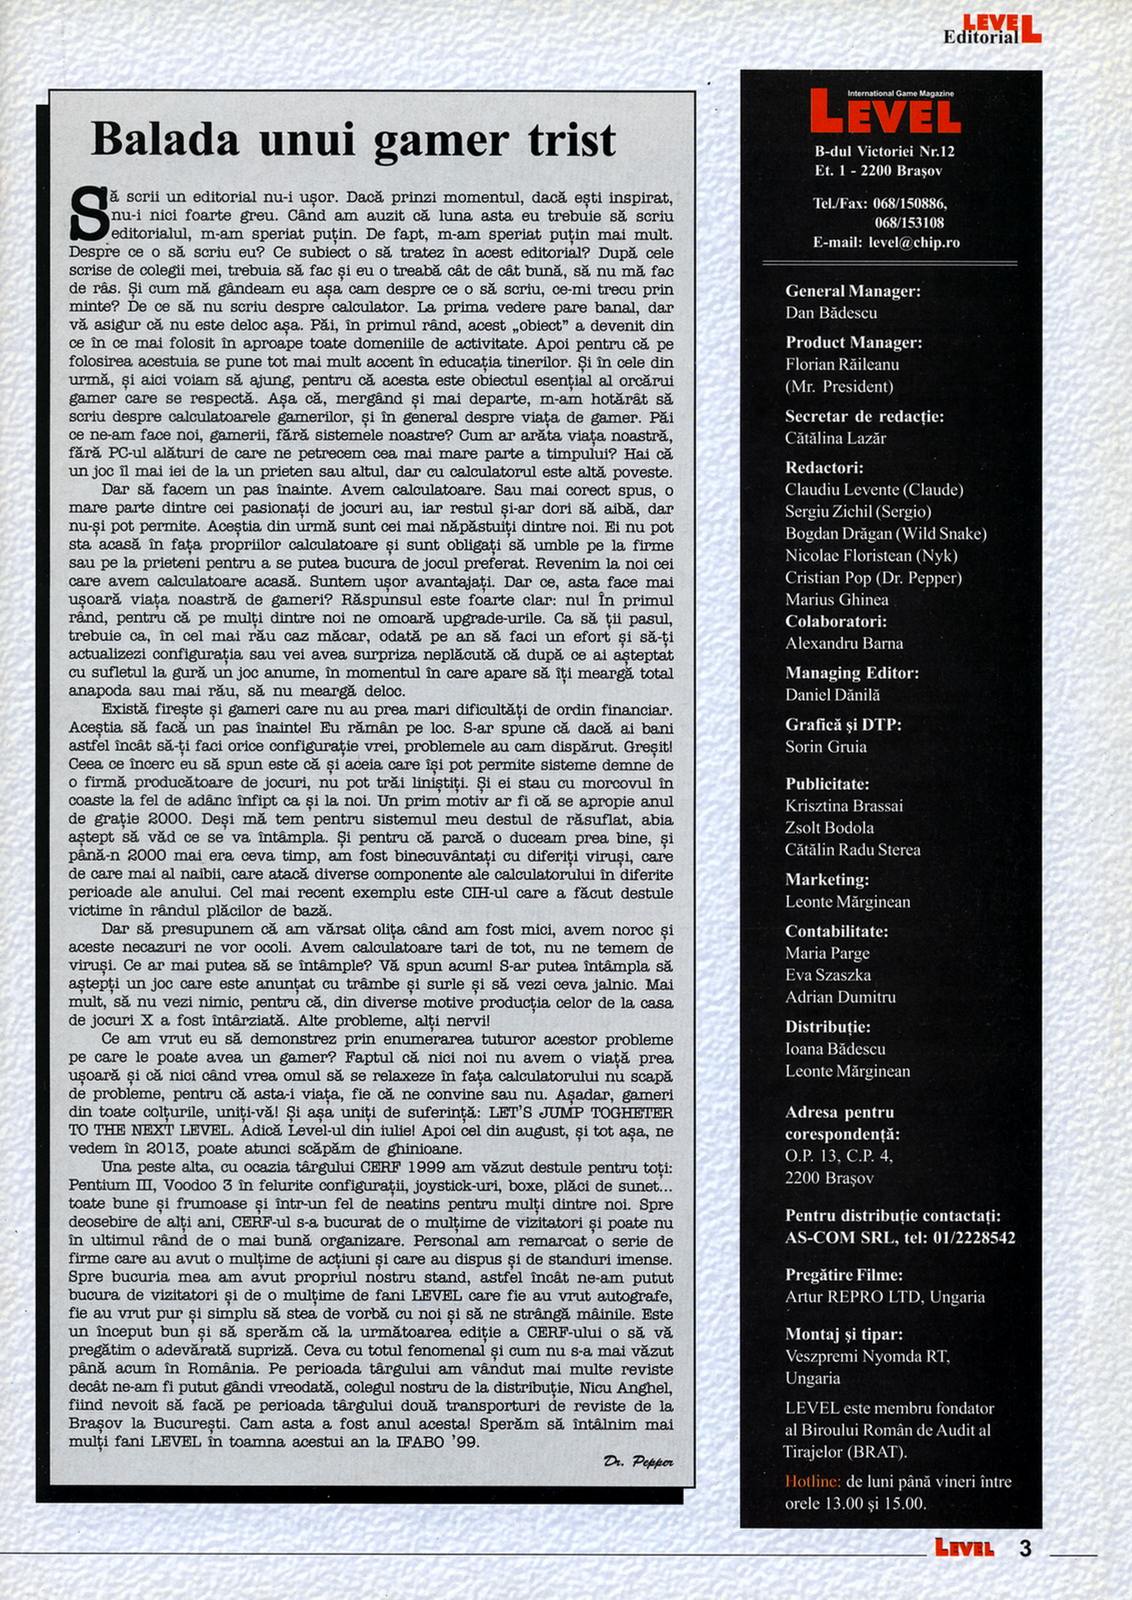 LEVEL
Editorial
Balada unui gamer trist
Să scrii un editorial nu-i ușor. Dacă prinzi momentul, dacă ești inspirat,
nu-i nici foarte greu. Când am auzit că luna asta eu trebuie să scriu
editorialul, m-am speriat puțin. De fapt, m-am speriat puțin mai mult.
Despre ce o să scriu eu? Ce subiect o să tratez în acest editorial? După cele
scrise de colegii mei, trebuia să fac și eu o treabă cât de cât bună, să nu mă fac
de râs. Și cum mă gândeam eu așa cam despre ce o să scriu, ce-mi trecu prin
minte? De ce să nu scriu despre calculator. La prima vedere pare banal, dar
vă asigur că nu este deloc așa. Păi, în primul rând, acest „obiect” a devenit din
ce în ce mai folosit în aproape toate domeniile de activitate. Apoi pentru că pe
folosirea acestuia se pune tot mai mult accent în educația tinerilor. Și în cele din
urmă, și aici voiam să ajung, pentru că acesta este obiectul esențial al orcărui
gamer care se respectă. Așa că, mergând și mai departe, m-am hotărât să
scriu despre calculatoarele gamerilor, și în general despre viața de gamer. Păi
ce ne-am face noi, gamerii, fără sistemele noastre? Cum ar arăta viața noastră,
fără PC-ul alături de care ne petrecem cea mai mare parte a timpului? Hai că
un joc îl mai iei de la un prieten sau altul, dar cu calculatorul este altă poveste.
Dar să facem un pas înainte. Avem calculatoare. Sau mai corect spus, o
mare parte dintre cei pasionați de jocuri au, iar restul și-ar dori să aibă, dar
nu-și pot permite. Aceștia din urmă sunt cei mai năpăstuiți dintre noi. Ei nu pot
sta acasă în fața propriilor calculatoare și sunt obligați să umble pe la firme
sau pe la prieteni pentru a se putea bucura de jocul preferat. Revenim la noi cei
care avem calculatoare acasă. Suntem ușor avantajați. Dar ce, asta face mai
ușoară viața noastră de gameri? Răspunsul este foarte clar: nu! În primul
rând, pentru că pe mulți dintre noi ne omoară upgrade-urile. Ca să ții pasul,
trebuie ca, în cel mai rău caz măcar, odată pe an să faci un efort și să-ți
actualizezi configurația sau vei avea surpriza neplăcută că după ce ai așteptat
cu sufletul la gură un joc anume, în momentul în care apare să îți meargă total
anapoda sau mai rău, să nu meargă deloc.
Există firește și gameri care nu au prea mari dificultăți de ordin financiar.
Aceștia să facă un pas înainte! Eu rămân pe loc. S-ar spune că dacă ai bani
astfel încât să-ți faci orice configurație vrei, problemele au cam dispărut. Greșit!
Ceea ce încerc eu să spun este că și aceia care își pot permite sisteme demne de
o firmă producătoare de jocuri, nu pot trăi liniștiți. Și ei stau cu morcovul în
coaste la fel de adânc înfipt ca și la noi. Un prim motiv ar fi că se apropie anul
de grație 2000. Deși mă tem pentru sistemul meu destul de răsuflat, abia
aștept să văd ce se va întâmpla. Și pentru că parcă o duceam prea bine, și
până-n 2000 mai era ceva timp, am fost binecuvântați cu diferiți viruși, care
de care mai al naibii, care atacă diverse componente ale calculatorului în diferite
perioade ale anului. Cel mai recent exemplu este CIH-ul care a făcut destule
victime în rândul plăcilor de bază.
Dar să presupunem că am vărsat olița când am fost mici, avem noroc și
aceste necazuri ne vor ocoli. Avem calculatoare tari de tot, nu ne temem de
viruși. Ce ar mai putea să se întâmple? Vă spun acum! S-ar putea întâmpla să
aștepți un joc care este anunțat cu trâmbe și surle și să vezi ceva jalnic. Mai
mult, să nu vezi nimic, pentru că, din diverse motive producția celor de la casa
de jocuri X a fost întârziată. Alte probleme, alți nervi!
Ce am vrut eu să demonstrez prin enumerarea tuturor acestor probleme
pe care le poate avea un gamer? Faptul că nici noi nu avem o viață prea
ușoară și că nici când vrea omul să se relaxeze în fața calculatorului nu scapă
de probleme, pentru că asta-i viața, fie că ne convine sau nu. Așadar, gameri
din toate colțurile, uniți-vă! Și așa uniți de suferință: LET'S JUMP TOGHETER
TO THE NEXT LEVEL. Adică Level-ul din iulie! Apoi cel din august, și tot așa, ne
vedem în 2013, poate atunci scăpăm de ghinioane.
Una peste alta, cu ocazia târgului CERF 1999 am văzut destule pentru toți:
Pentium III, Voodoo 3 în felurite configurații, joystick-uri, boxe, plăci de sunet...
toate bune și frumoase și într-un fel de neatins pentru mulți dintre noi. Spre
deosebire de alți ani, CERF-ul s-a bucurat de o mulțime de vizitatori și poate nu
în ultimul rând de o mai bună organizare. Personal am remarcat o serie de
firme care au avut o mulțime de acțiuni și care au dispus și de standuri imense.
Spre bucuria mea am avut propriul nostru stand, astfel încât ne-am putut
bucura de vizitatori și de o mulțime de fani LEVEL care fie au vrut autografe,
fie au vrut pur și simplu să stea de vorbă cu noi și să ne strângă mâinile. Este
un început bun și să sperăm că la următoarea ediție a CERF-ului o să vă
pregătim o adevărată supriză. Ceva cu totul fenomenal și cum nu s-a mai văzut
până acum în România. Pe perioada târgului am vândut mai multe reviste
decât ne-am fi putut gândi vreodată, colegul nostru de la distribuție, Nicu Anghel,
fiind nevoit să facă pe perioada târgului două transporturi de reviste de la
Brașov la București. Cam asta a fost anul acesta! Sperăm să întâlnim mai
mulți fani LEVEL în toamna acestui an la IFABO '99.
Dr. Pepper
International Game Magazine
LEVEL
B-dul Victoriei Nr.12
Et. 1 - 2200 Brașov
Tel./Fax: 068/150886,
068/153108
E-mail: level@chip.ro
General Manager:
Dan Bădescu
Product Manager:
Florian Răileanu
(Mr. President)
Secretar de redacție:
Cătălina Lazăr
Redactori:
Claudiu Levente (Claude)
Sergiu Zichil (Sergio)
Bogdan Drăgan (Wild Snake)
Nicolae Floristean (Nyk)
Cristian Pop (Dr. Pepper)
Marius Ghinea
Colaboratori:
Alexandru Barna
Managing Editor:
Daniel Dănilă
Grafică și DTP:
Sorin Gruia
Publicitate:
Krisztina Brassai
Zsolt Bodola
Cătălin Radu Sterea
Marketing:
Leonte Mărginean
Contabilitate:
Maria Parge
Eva Szaszka
Adrian Dumitru
Distribuție:
Ioana Bădescu
Leonte Mărginean
Adresa pentru
corespondență:
O.P. 13, C.P. 4,
2200 Brașov
Pentru distribuție contactați:
AS-COM SRL, tel: 01/2228542
Pregătire Filme:
Artur REPRO LTD, Ungaria
Montaj și tipar:
Veszpremi Nyomda RT,
Ungaria
LEVEL este membru fondator
al Biroului Român de Audit al
Tirajelor (BRAT).
Hotline: de luni până vineri între
orele 13.00 și 15.00.
LEVEL 3